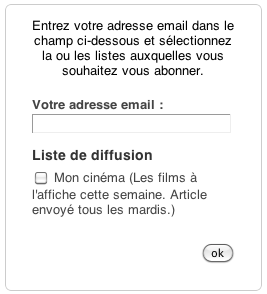 Entrez votre adresse email dans le
champ ci-dessous et sélectionnez
la ou les listes auxquelles vous
souhaitez vous abonner.
Votre adresse email :
Liste de diffusion
Mon cinéma (Les films à
l'affiche cette semaine. Article
envoyé tous les mardis.)
ok